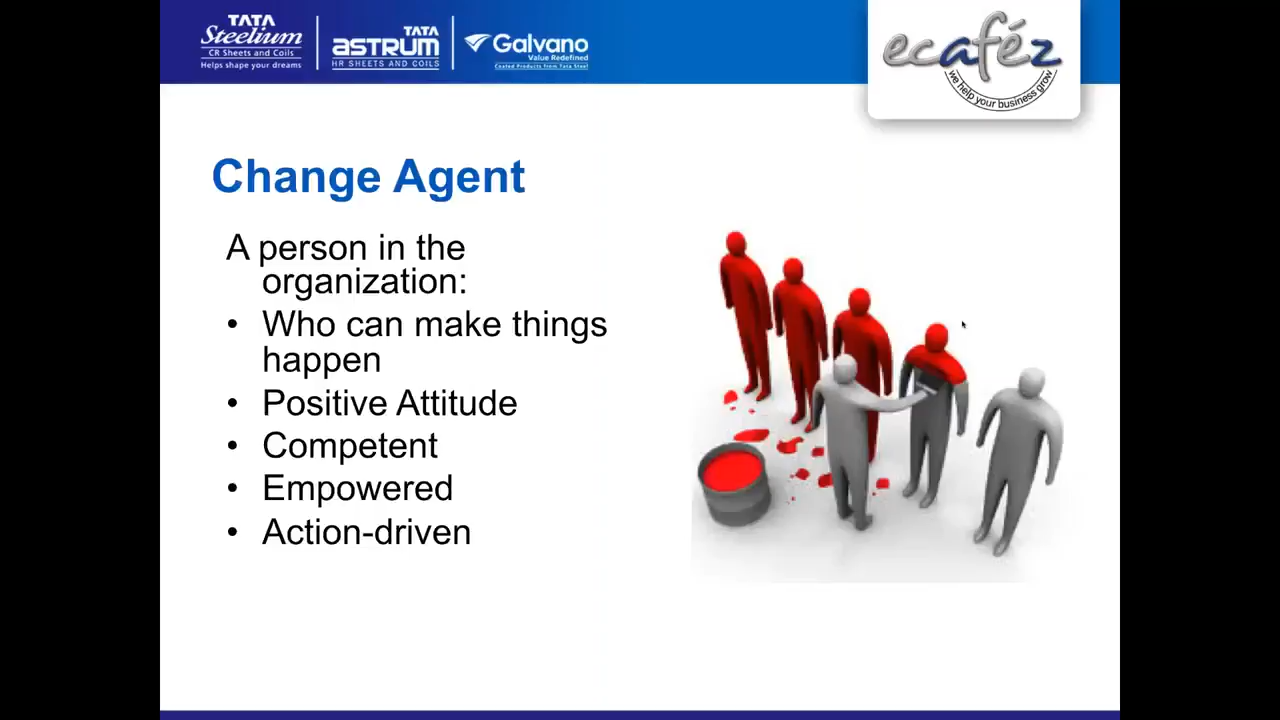 TATA
Steelium
CR Sheets and Coils
Helps shape your dreams
TATA
ASTRUM
HR SHEETS AND COILS
Galvano
Value Redefined
Coated Products from Tata Steel
ecaféz
we help your business grow
Change Agent
A person in the
organization:
• Who can make things
happen
• Positive Attitude
• Competent
• Empowered
• Action-driven